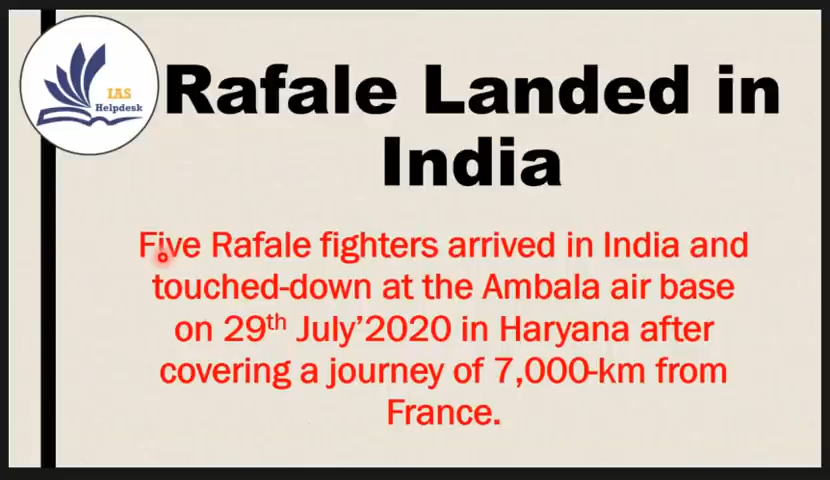 IAS
Helpdesk
Rafale Landed in
India
Five Rafale fighters arrived in India and
touched-down at the Ambala air base
on 29th July’2020 in Haryana after
covering a journey of 7,000-km from
France.